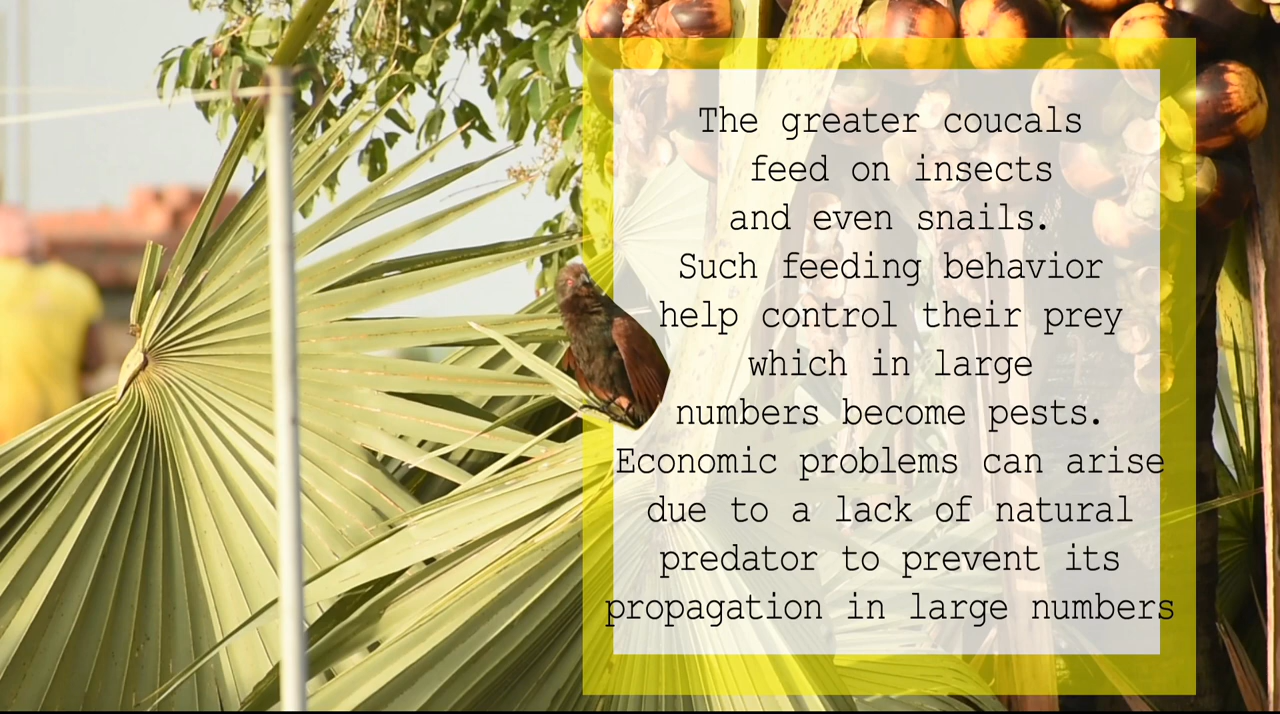 The greater coucals
feed on insects
and even snails.
Such feeding behavior
help control their prey
which in large
numbers become pests.
Economic problems can arise
due to a lack of natural
predator to prevent its
propagation in large numbers